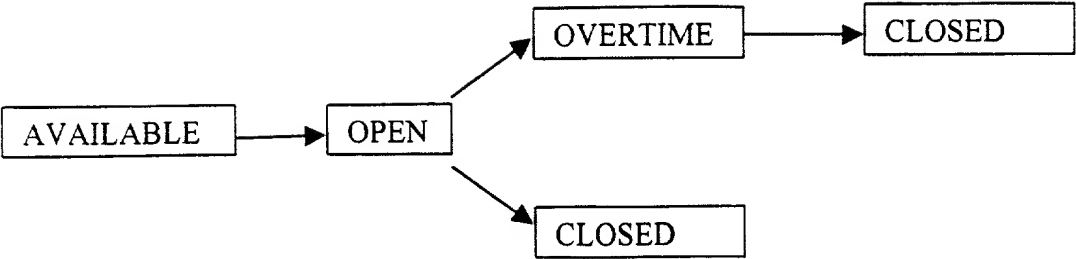 OVERTIME
CLOSED
AVAILABLE
OPEN
CLOSED